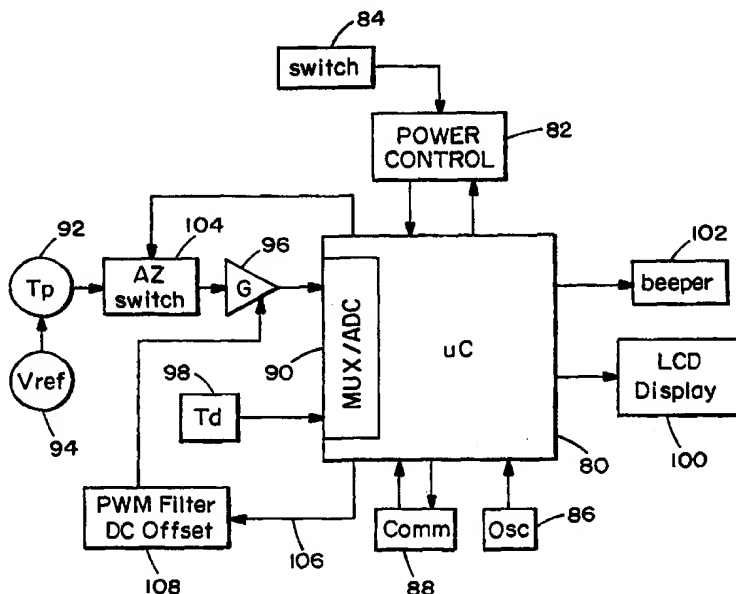 84
switch
POWER
CONTROL
82
92
104
96
102
Tp
AZ
switch
G
beeper
MUX/ADC
90
uC
98
Td
LCD
Display
Vref
94
80
100
PWM Filter
DC Offset
106
Comm
Osc
86
108
88